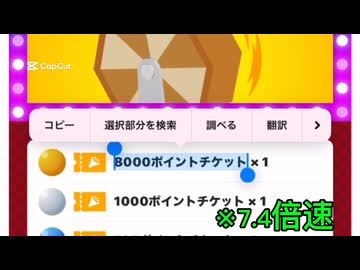 CapCut
コピー 選択部分を検索 調べる 翻訳 >
8000ポイントチケット × 1
1000ポイントチケット × 1
※7.4倍速